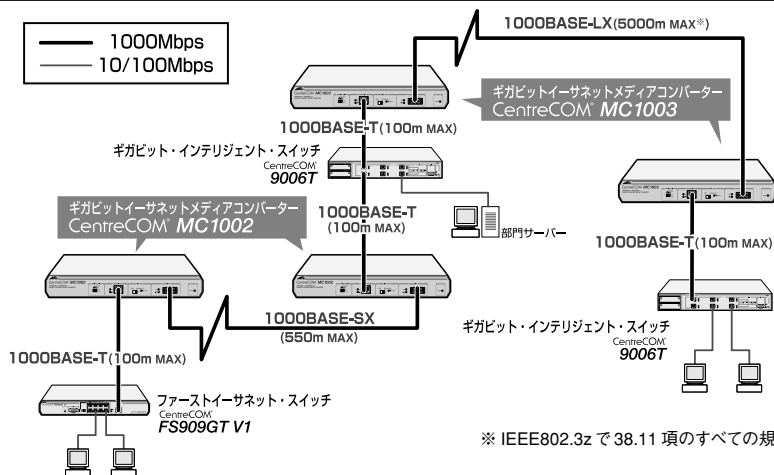 1000Mbps
10/100Mbps
1000BASE-LX(5000m MAX※)
ギガビットイーサネットメディアコンバーター
CentreCOM® MC1003
1000BASE-T(100m MAX)
ギガビット・インテリジェント・スイッチ
CentreCOM®
9006T
部門サーバー
ギガビットイーサネットメディアコンバーター
CentreCOM® MC1002
1000BASE-T
(100m MAX)
1000BASE-T(100m MAX)
1000BASE-SX
(550m MAX)
ギガビット・インテリジェント・スイッチ
CentreCOM®
9006T
1000BASE-T(100m MAX)
ファーストイーサネット・スイッチ
CentreCOM®
FS909GT V1
※ IEEE802.3z で 38.11 項のすべての規